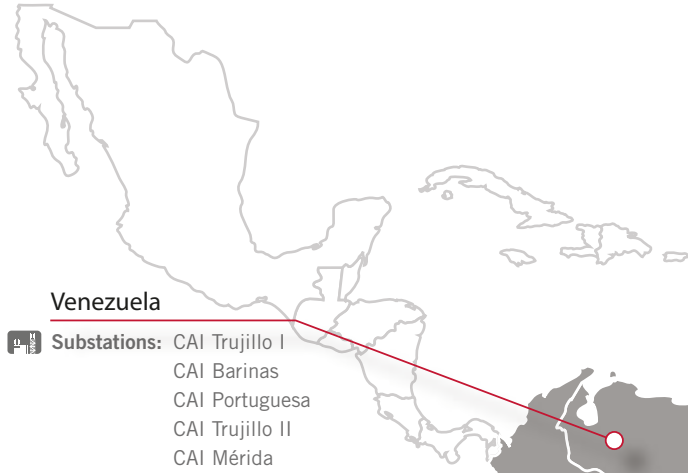 Venezuela
Substations: CAI Trujillo I
CAI Barinas
CAI Portuguesa
CAI Trujillo II
CAI Mérida